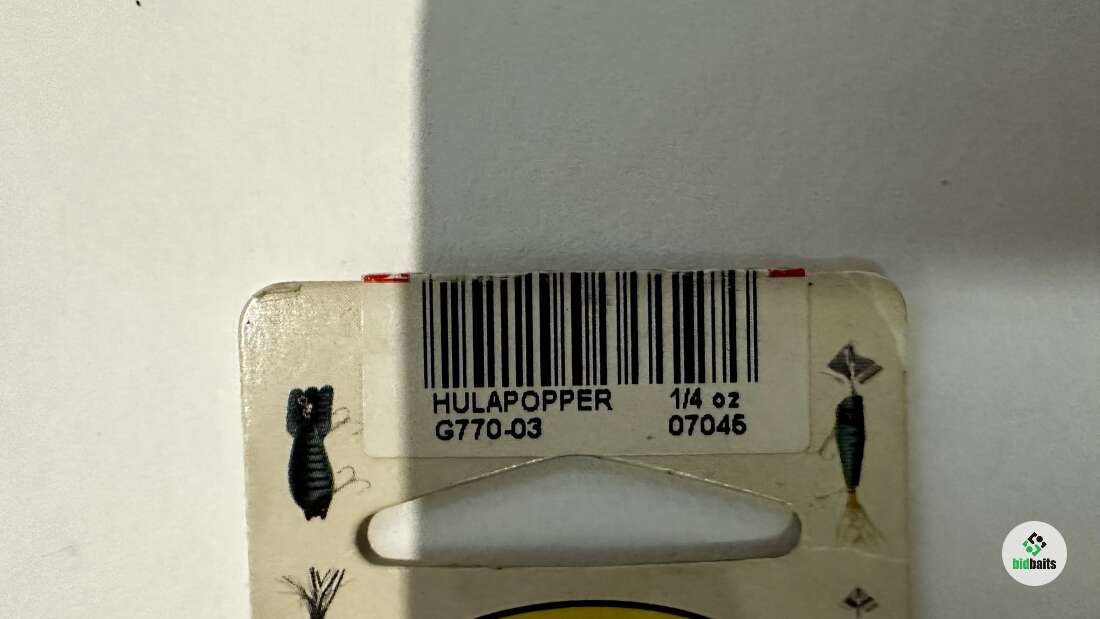 HULAPOPPER 1/4 oz
G770-03 07045
bidbaits